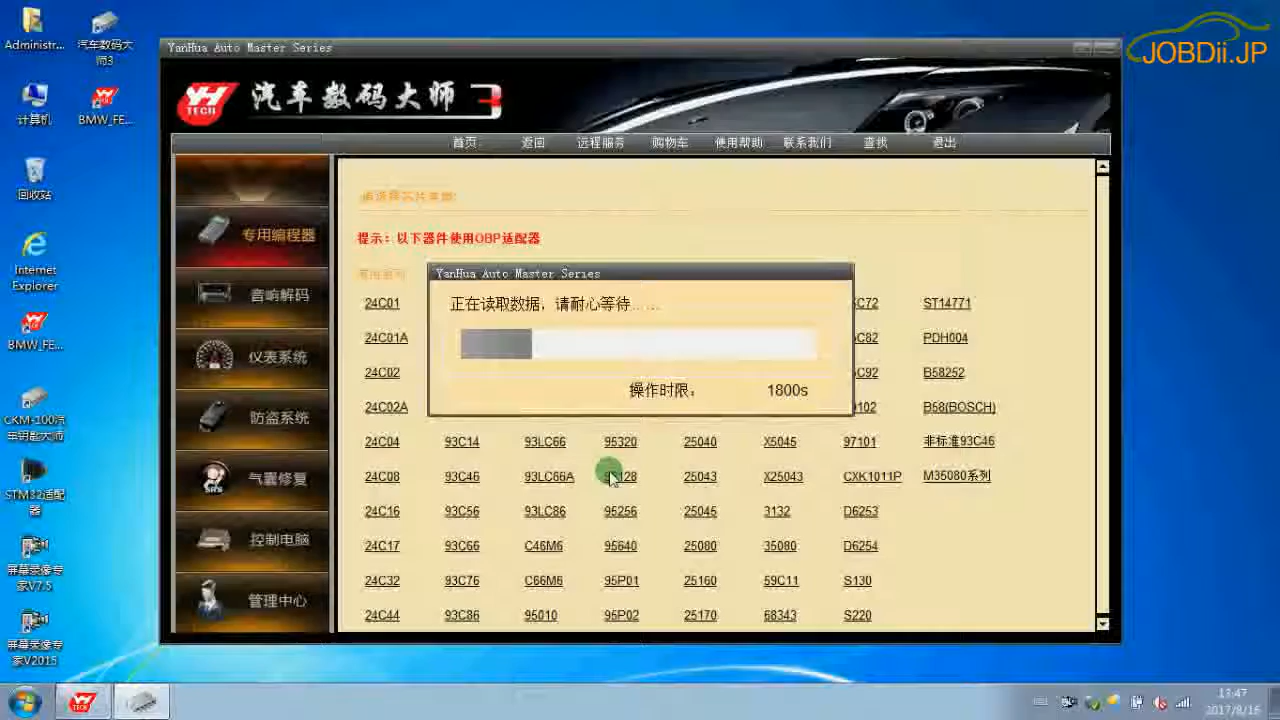 Administr...
汽车数码大师3
计算机
BMW_FE...
回收站
Internet Explorer
BMW_FE...
CKM-100汽车钥匙大师
STM32适配器
屏幕录像专家V7.5
屏幕录像专家V2015
JOBDii.JP
YanHua Auto Master Series
YH TECH 汽车数码大师 3
首页 返回 远程服务 购物车 使用帮助 联系我们 查找 退出
专用编程器
音响解码
仪表系统
防盗系统
气囊修复
控制电脑
管理中心
请选择芯片类型:
提示：以下器件使用OBP适配器
YanHua Auto Master Series
正在读取数据，请耐心等待... ...
操作时限： 1800s
24C01 C72 ST14771
24C01A C82 PDH004
24C02 C92 B58252
24C02A 102 B58(BOSCH)
24C04 93C14 93LC66 95320 25040 X5045 97101 非标准93C46
24C08 93C46 93LC66A 128 25043 X25043 CXK1011P M35080系列
24C16 93C56 93LC86 95256 25045 3132 D6253
24C17 93C66 C46M6 95640 25080 35080 D6254
24C32 93C76 C66M6 95P01 25160 59C11 S130
24C44 93C86 95010 95P02 25170 68343 S220
TECH
13:47
2017/8/16